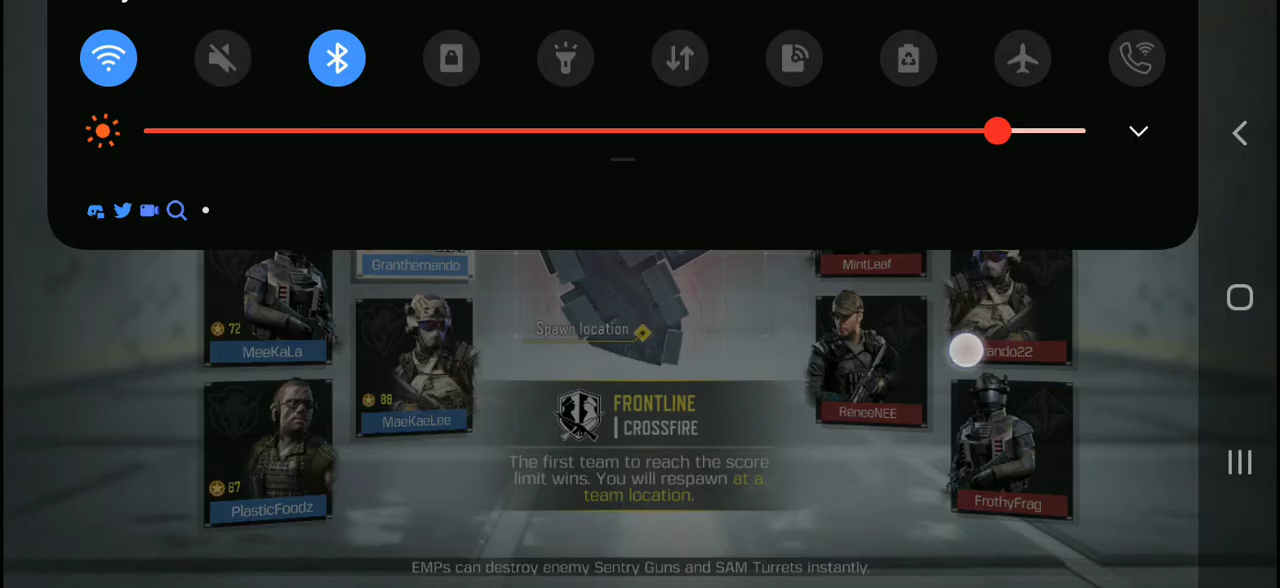 Granthernando
MintLeaf
Spawn location
72
MeeKaLa
88
MaeKaeLee
ReneeNEE
FRONTLINE
CROSSFIRE
The first team to reach the score
limit wins. You will respawn at a
team location.
67
PlasticFoodz
FrothyFrag
EMPs can destroy enemy Sentry Guns and SAM Turrets instantly.